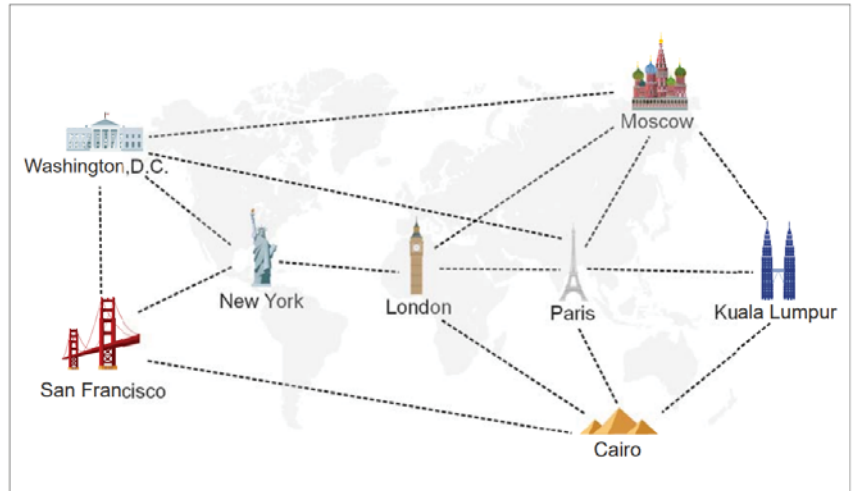 Moscow
Washington,D.C.
New York
London
Paris
Kuala Lumpur
San Francisco
Cairo